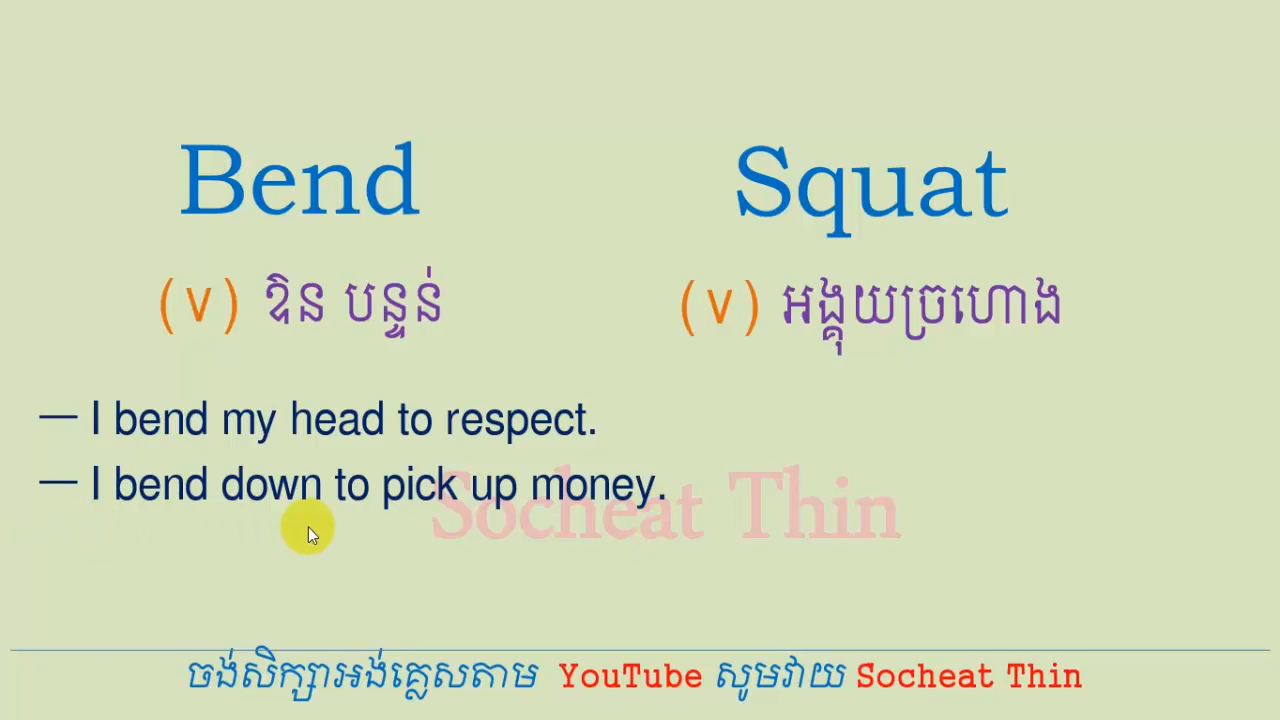 Bend Squat
(v) ឱន បន្ទន់ (v) អង្គុយច្រហោង
— I bend my head to respect.
— I bend down to pick up money.
Socheat Thin
ចង់សិក្សាអង់គ្លេសតាម YouTube សូមវាយ Socheat Thin